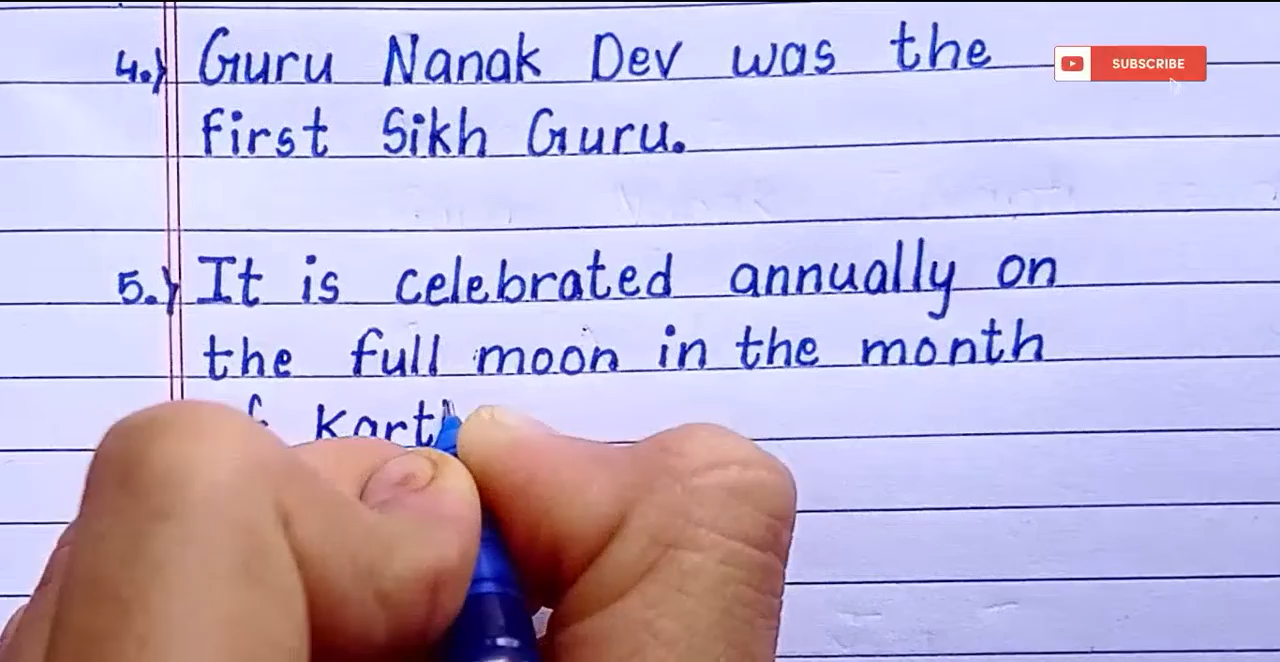 4.) Guru Nanak Dev was the
first Sikh Guru.
5.) It is celebrated annually on
the full moon in the month
Kart
SUBSCRIBE